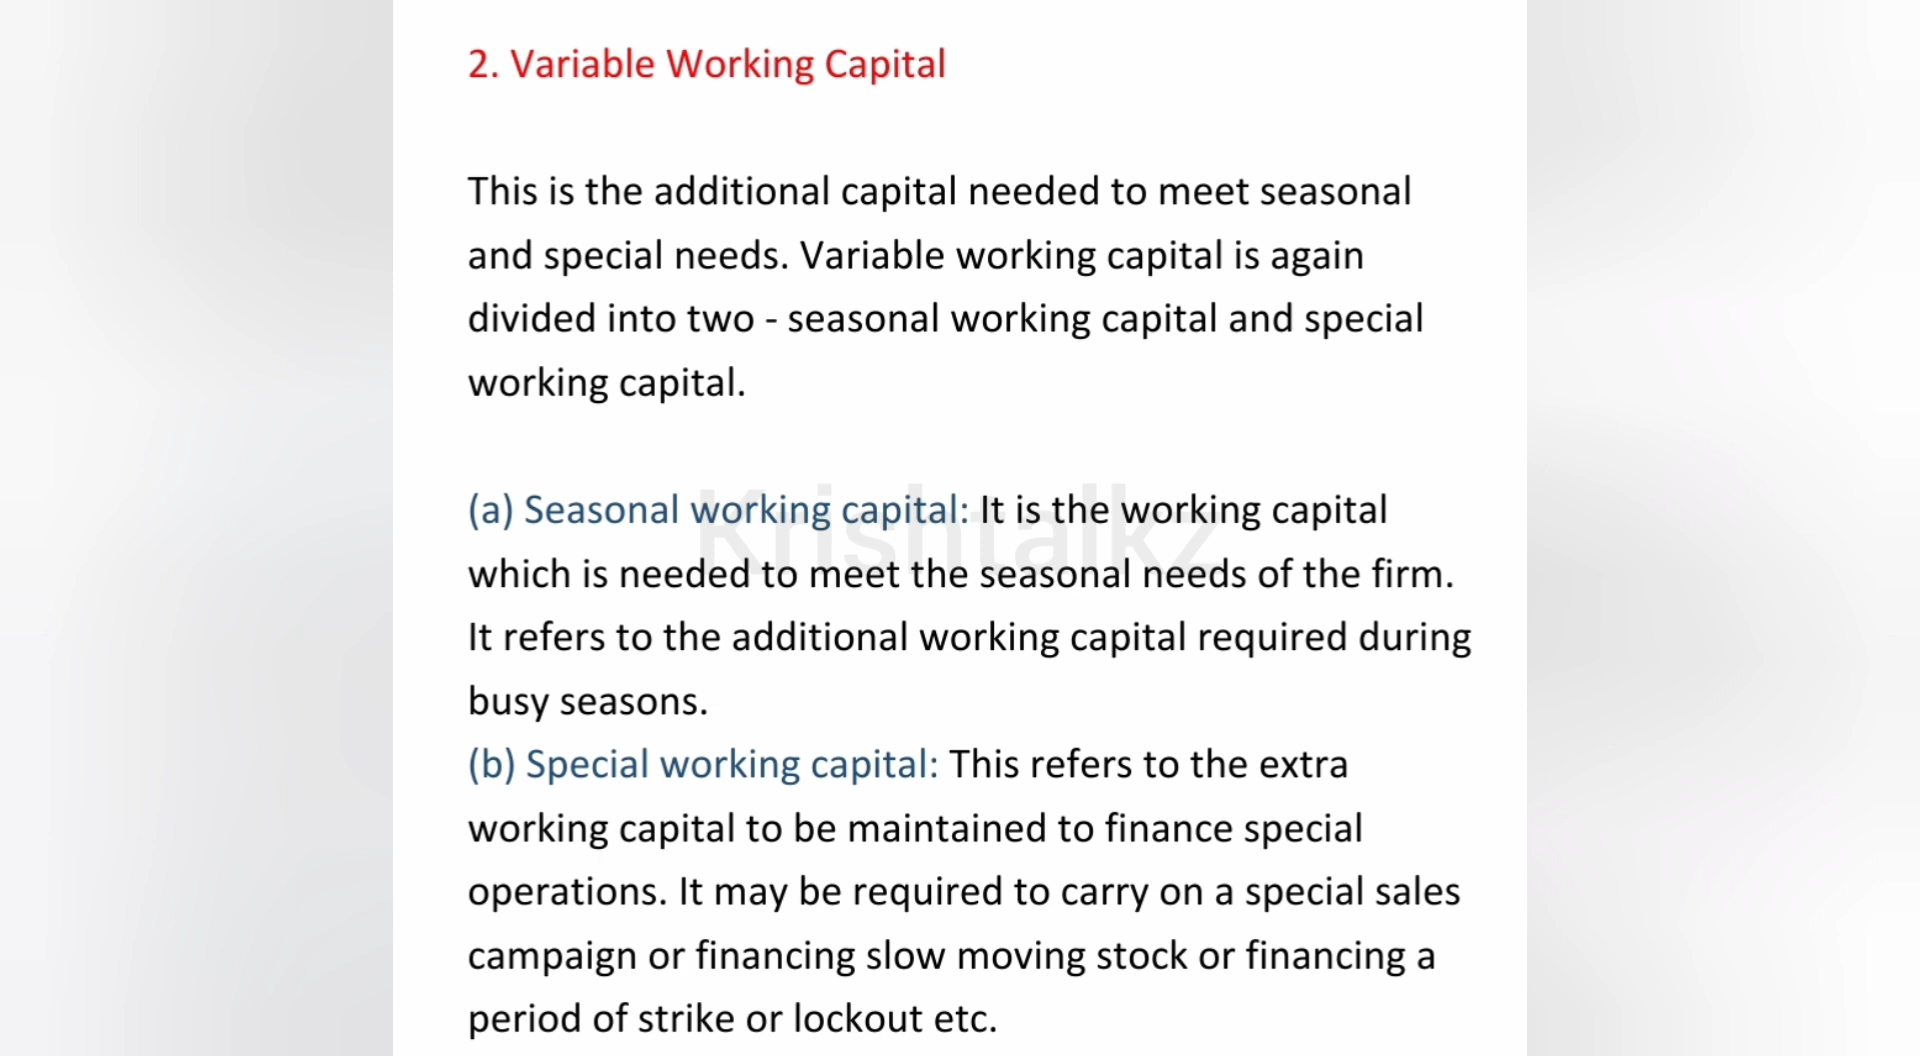 2. Variable Working Capital
This is the additional capital needed to meet seasonal
and special needs. Variable working capital is again
divided into two - seasonal working capital and special
working capital.
(a) Seasonal working capital: It is the working capital
Krishtalkz
which is needed to meet the seasonal needs of the firm.
It refers to the additional working capital required during
busy seasons.
(b) Special working capital: This refers to the extra
working capital to be maintained to finance special
operations. It may be required to carry on a special sales
campaign or financing slow moving stock or financing a
period of strike or lockout etc.